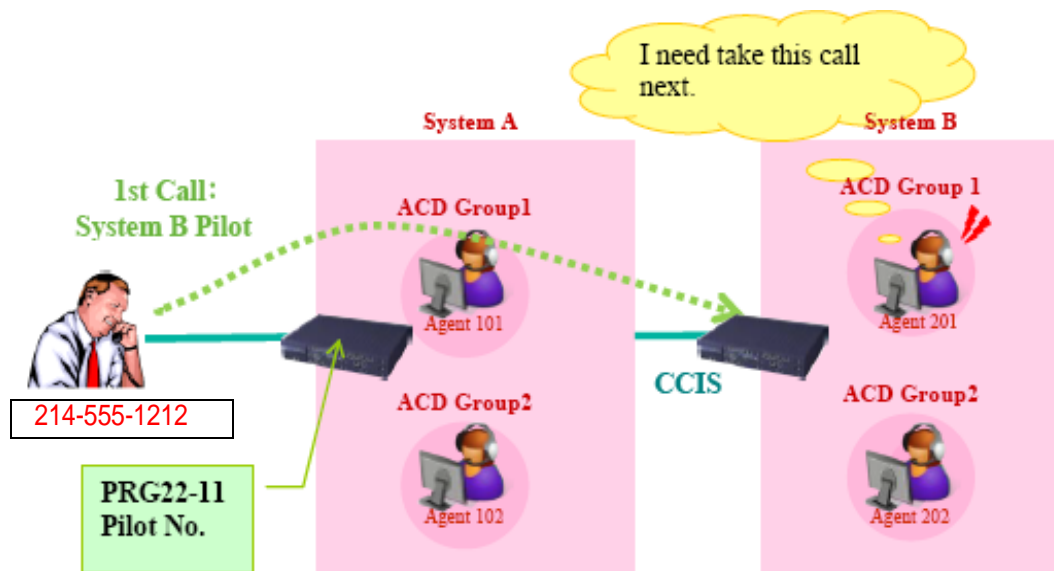 I need take this call
next.
System A
System B
1st Call:
System B Pilot
ACD Group1
ACD Group 1
Agent 101
Agent 201
CCIS
214-555-1212
ACD Group2
ACD Group2
PRG22-11
Pilot No.
Agent 102
Agent 202